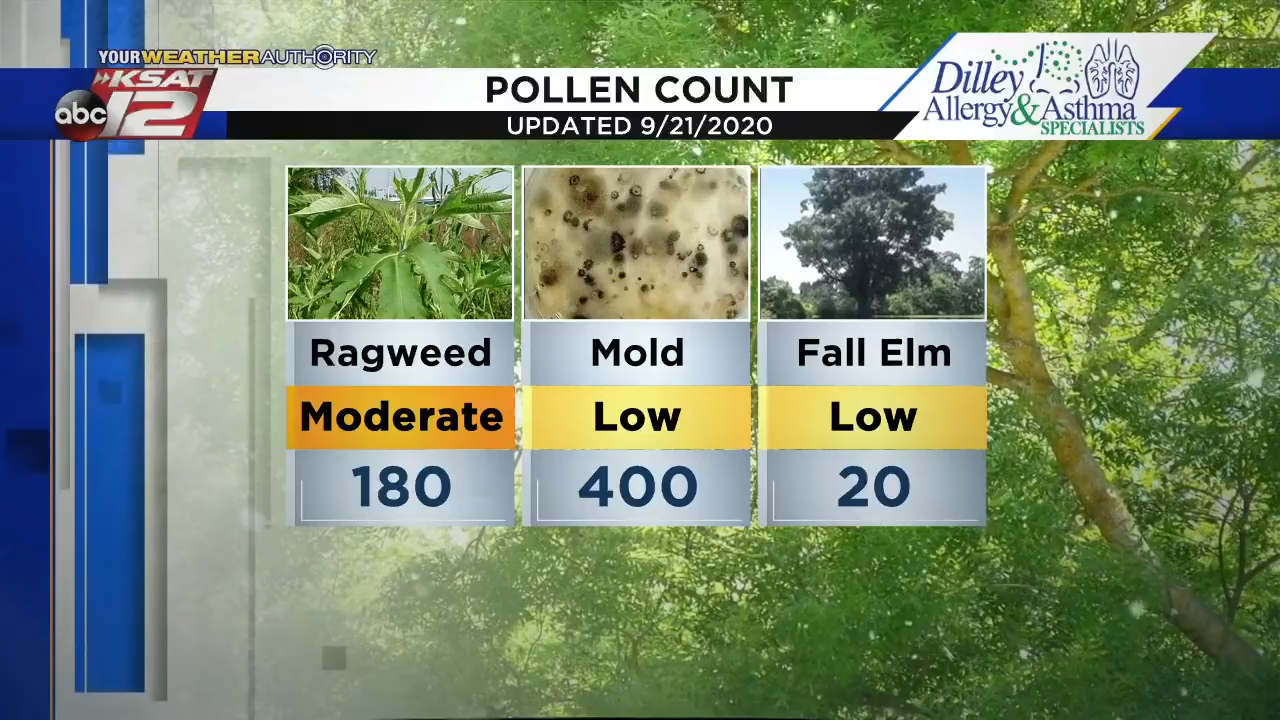 YOUR WEATHER AUTHORITY
KSAT
abc 12
POLLEN COUNT
UPDATED 9/21/2020
Dilley
Allergy & Asthma
SPECIALISTS
Ragweed
Moderate
180
Mold
Low
400
Fall Elm
Low
20